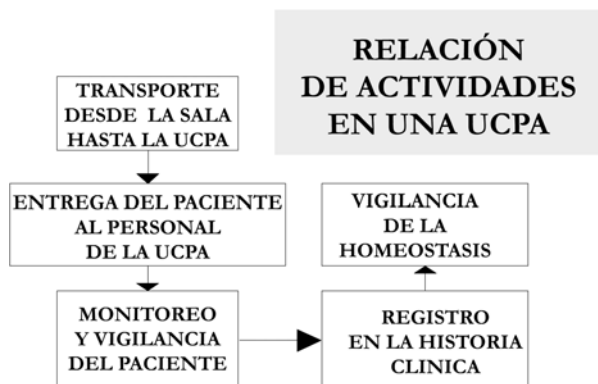 RELACIÓN
DE ACTIVIDADES
EN UNA UCPA
TRANSPORTE
DESDE LA SALA
HASTA LA UCPA
ENTREGA DEL PACIENTE
AL PERSONAL
DE LA UCPA
MONITOREO
Y VIGILANCIA
DEL PACIENTE
REGISTRO
EN LA HISTORIA
CLINICA
VIGILANCIA
DE LA
HOMEOSTASIS